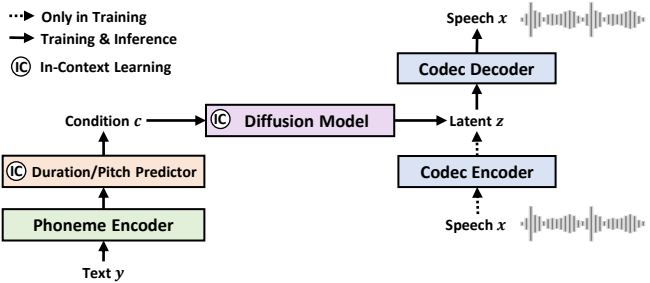 Only in Training
Training & Inference
IC In-Context Learning
Speech x
Codec Decoder
Condition c
IC Diffusion Model
Latent z
IC Duration/Pitch Predictor
Codec Encoder
Phoneme Encoder
Speech x
Text y